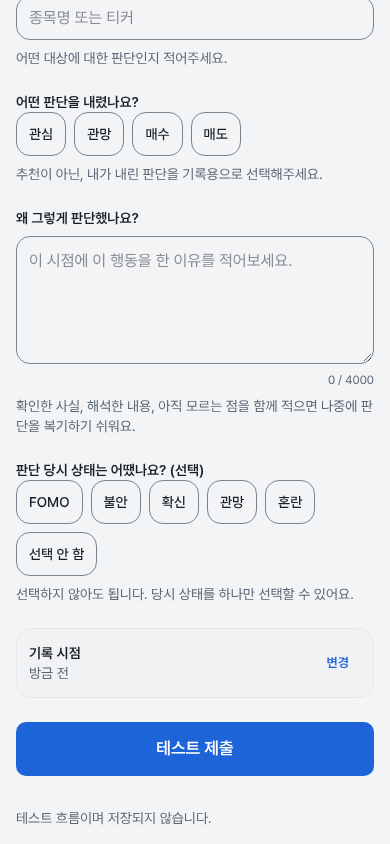 종목명 또는 티커
어떤 대상에 대한 판단인지 적어주세요.
어떤 판단을 내렸나요?
관심 관망 매수 매도
추천이 아닌, 내가 내린 판단을 기록용으로 선택해주세요.
왜 그렇게 판단했나요?
이 시점에 이 행동을 한 이유를 적어보세요.
0 / 4000
확인한 사실, 해석한 내용, 아직 모르는 점을 함께 적으면 나중에 판
단을 복기하기 쉬워요.
판단 당시 상태는 어땠나요? (선택)
FOMO 불안 확신 관망 혼란
선택 안 함
선택하지 않아도 됩니다. 당시 상태를 하나만 선택할 수 있어요.
기록 시점
방금 전
변경
테스트 제출
테스트 흐름이며 저장되지 않습니다.